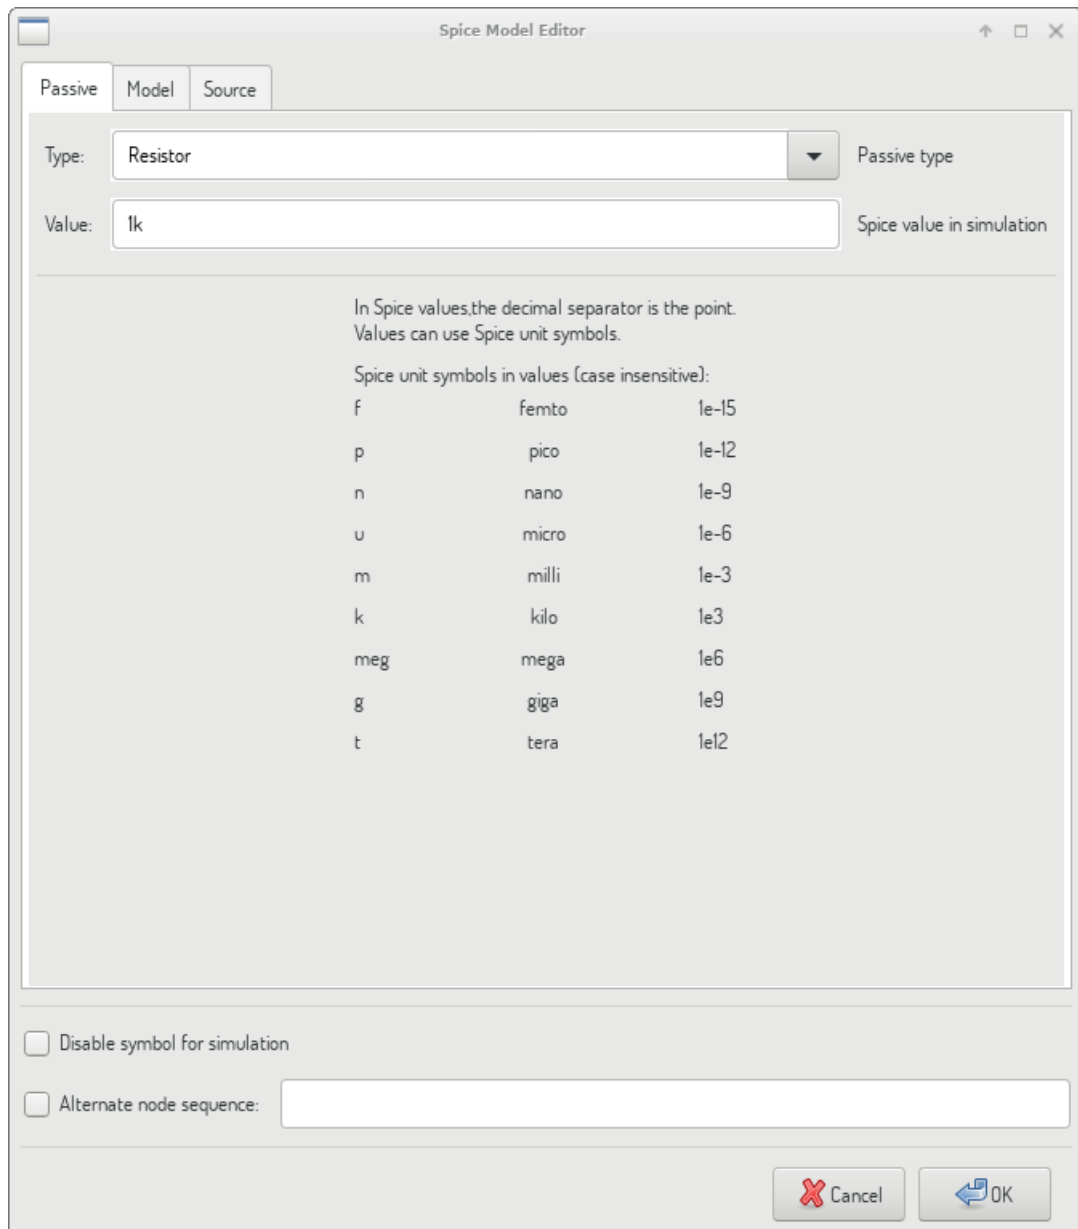 Spice Model Editor
Passive Model Source
Type: Resistor Passive type
Value: 1k Spice value in simulation
In Spice values,the decimal separator is the point.
Values can use Spice unit symbols.
Spice unit symbols in values (case insensitive):
f femto 1e-15
p pico 1e-12
n nano 1e-9
u micro 1e-6
m milli 1e-3
k kilo 1e3
meg mega 1e6
g giga 1e9
t tera 1e12
Disable symbol for simulation
Alternate node sequence:
Cancel OK